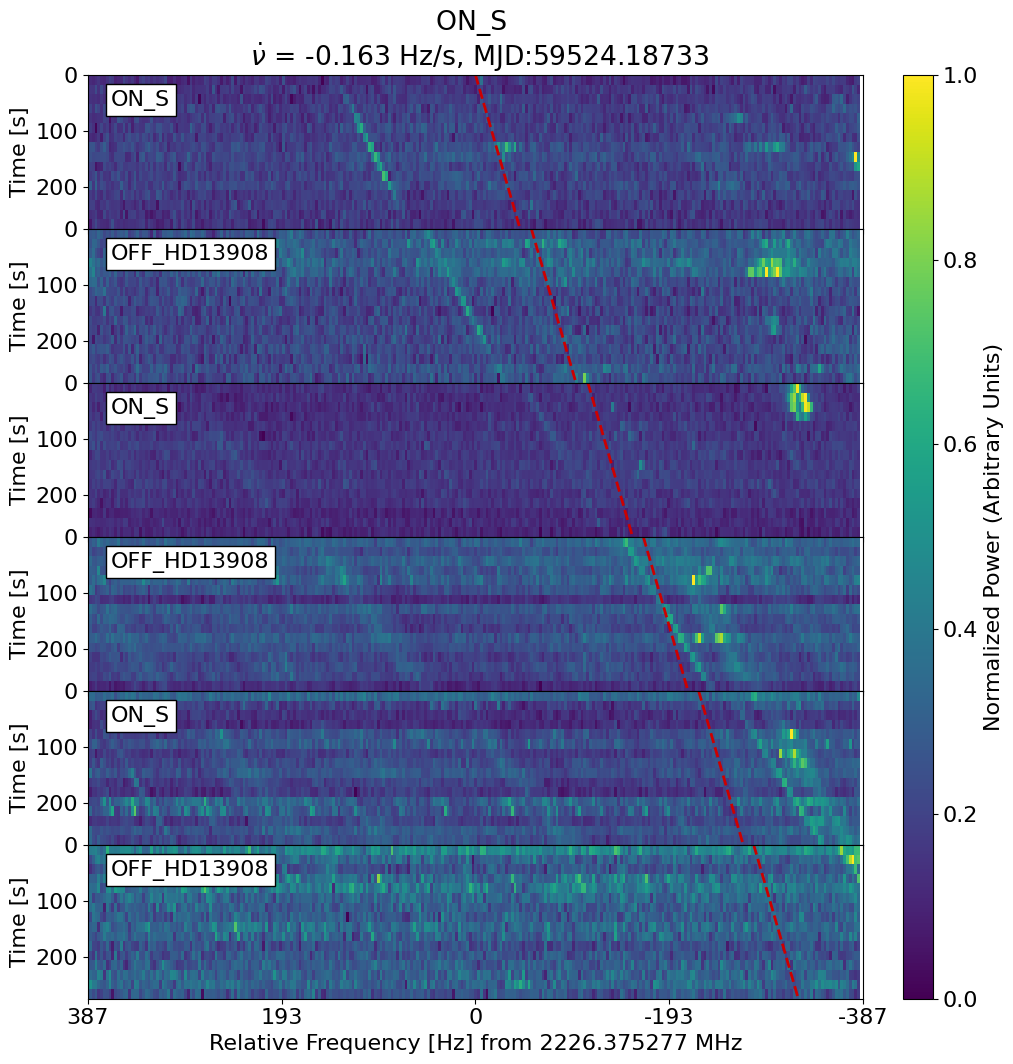 ON_S
ν̇ = -0.163 Hz/s, MJD:59524.18733
0
100
200
Time [s]
ON_S
0
100
200
Time [s]
OFF_HD13908
0
100
200
Time [s]
ON_S
0
100
200
Time [s]
OFF_HD13908
0
100
200
Time [s]
ON_S
0
100
200
Time [s]
OFF_HD13908
387
193
0
-193
-387
Relative Frequency [Hz] from 2226.375277 MHz
1.0
0.8
0.6
0.4
0.2
0.0
Normalized Power (Arbitrary Units)